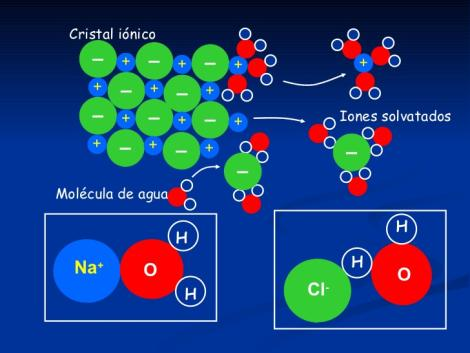 Cristal iónico
− − − + + 
+ − + − +
− + − + −
+ − + − +
Iones solvatados
−
−
Molécula de agua
Na+ O H H
Cl- H H O